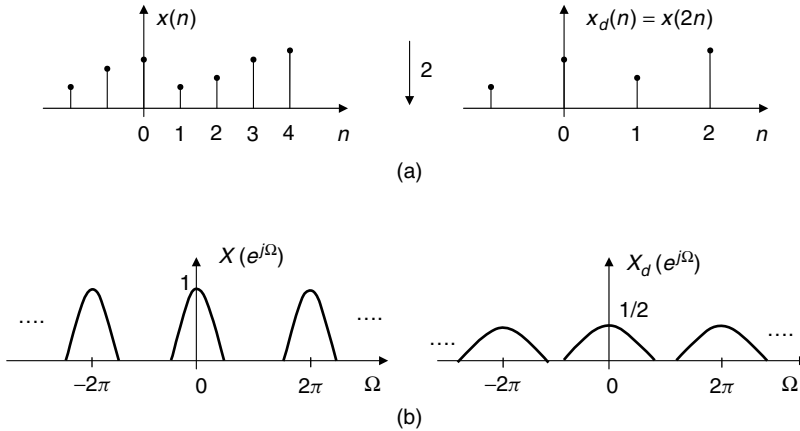 x(n)
x_d(n) = x(2n)
2
0 1 2 3 4 n
0 1 2 n
(a)
X (e^{jΩ})
X_d (e^{jΩ})
1
1/2
....
....
....
....
−2π 0 2π Ω
−2π 0 2π Ω
(b)